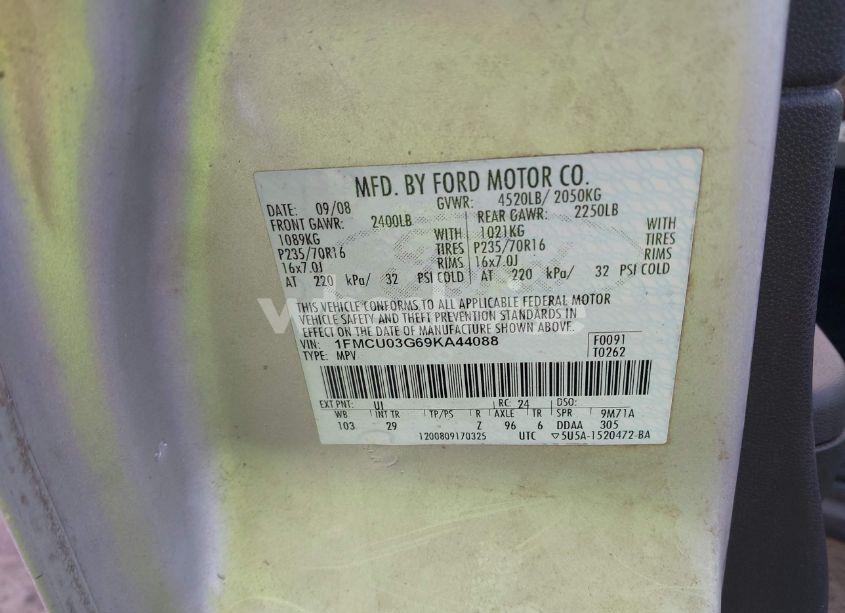 MFD. BY FORD MOTOR CO.
DATE: 09/08 GVWR: 4520LB/ 2050KG
FRONT GAWR: 2400LB REAR GAWR: 2250LB
1089KG WITH 1021KG WITH
P235/70R16 TIRES P235/70R16 TIRES
16x7.0J RIMS 16x7.0J RIMS
AT 220 kPa/ 32 PSI COLD AT 220 kPa/ 32 PSI COLD
THIS VEHICLE CONFORMS TO ALL APPLICABLE FEDERAL MOTOR
VEHICLE SAFETY AND THEFT PREVENTION STANDARDS IN
EFFECT ON THE DATE OF MANUFACTURE SHOWN ABOVE.
VIN: 1FMCU03G69KA44088 F0091
TYPE: MPV T0262
EXT PNT: UI RC: 24 DSO:
WB INT TR TP/PS R AXLE TR SPR 9M71A
103 29 Z 96 6 DDAA 305
1200809170325 UTC ▽5U5A-1520472-BA